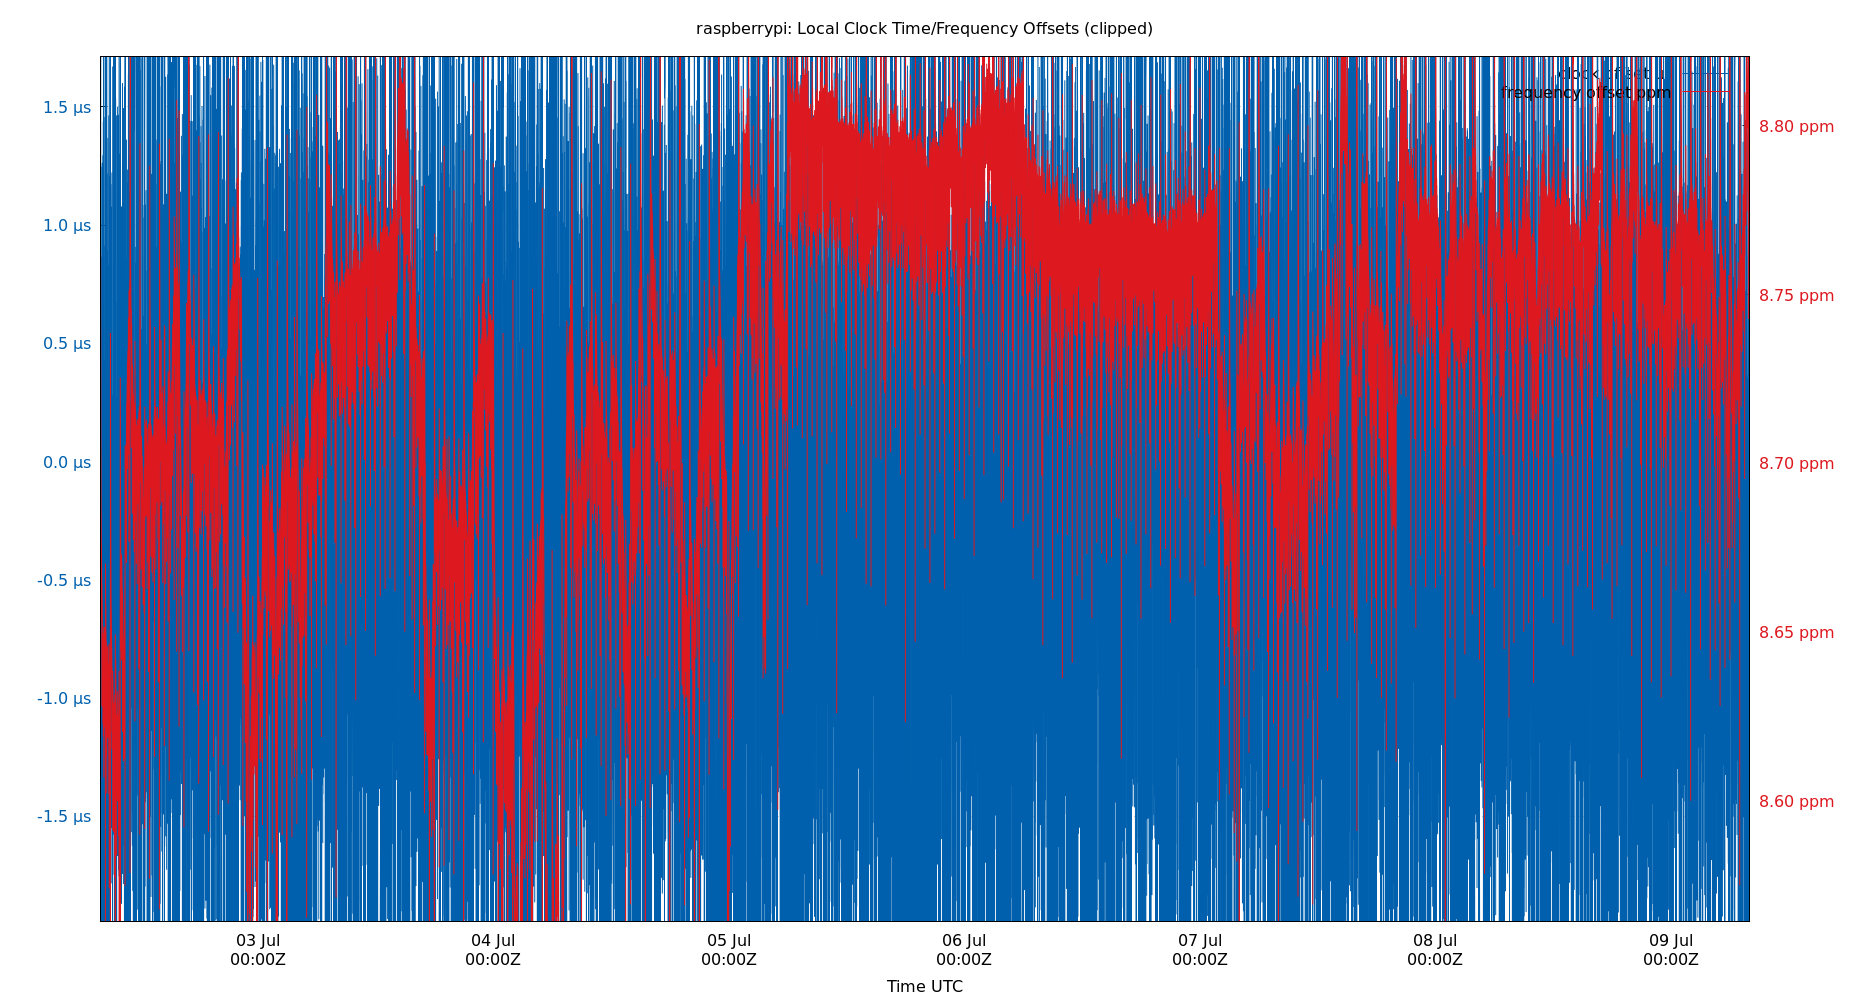 raspberrypi: Local Clock Time/Frequency Offsets (clipped)
clock offset
frequency offset ppm
1.5 µs
1.0 µs
0.5 µs
0.0 µs
-0.5 µs
-1.0 µs
-1.5 µs
8.80 ppm
8.75 ppm
8.70 ppm
8.65 ppm
8.60 ppm
03 Jul
00:00Z
04 Jul
00:00Z
05 Jul
00:00Z
06 Jul
00:00Z
07 Jul
00:00Z
08 Jul
00:00Z
09 Jul
00:00Z
Time UTC